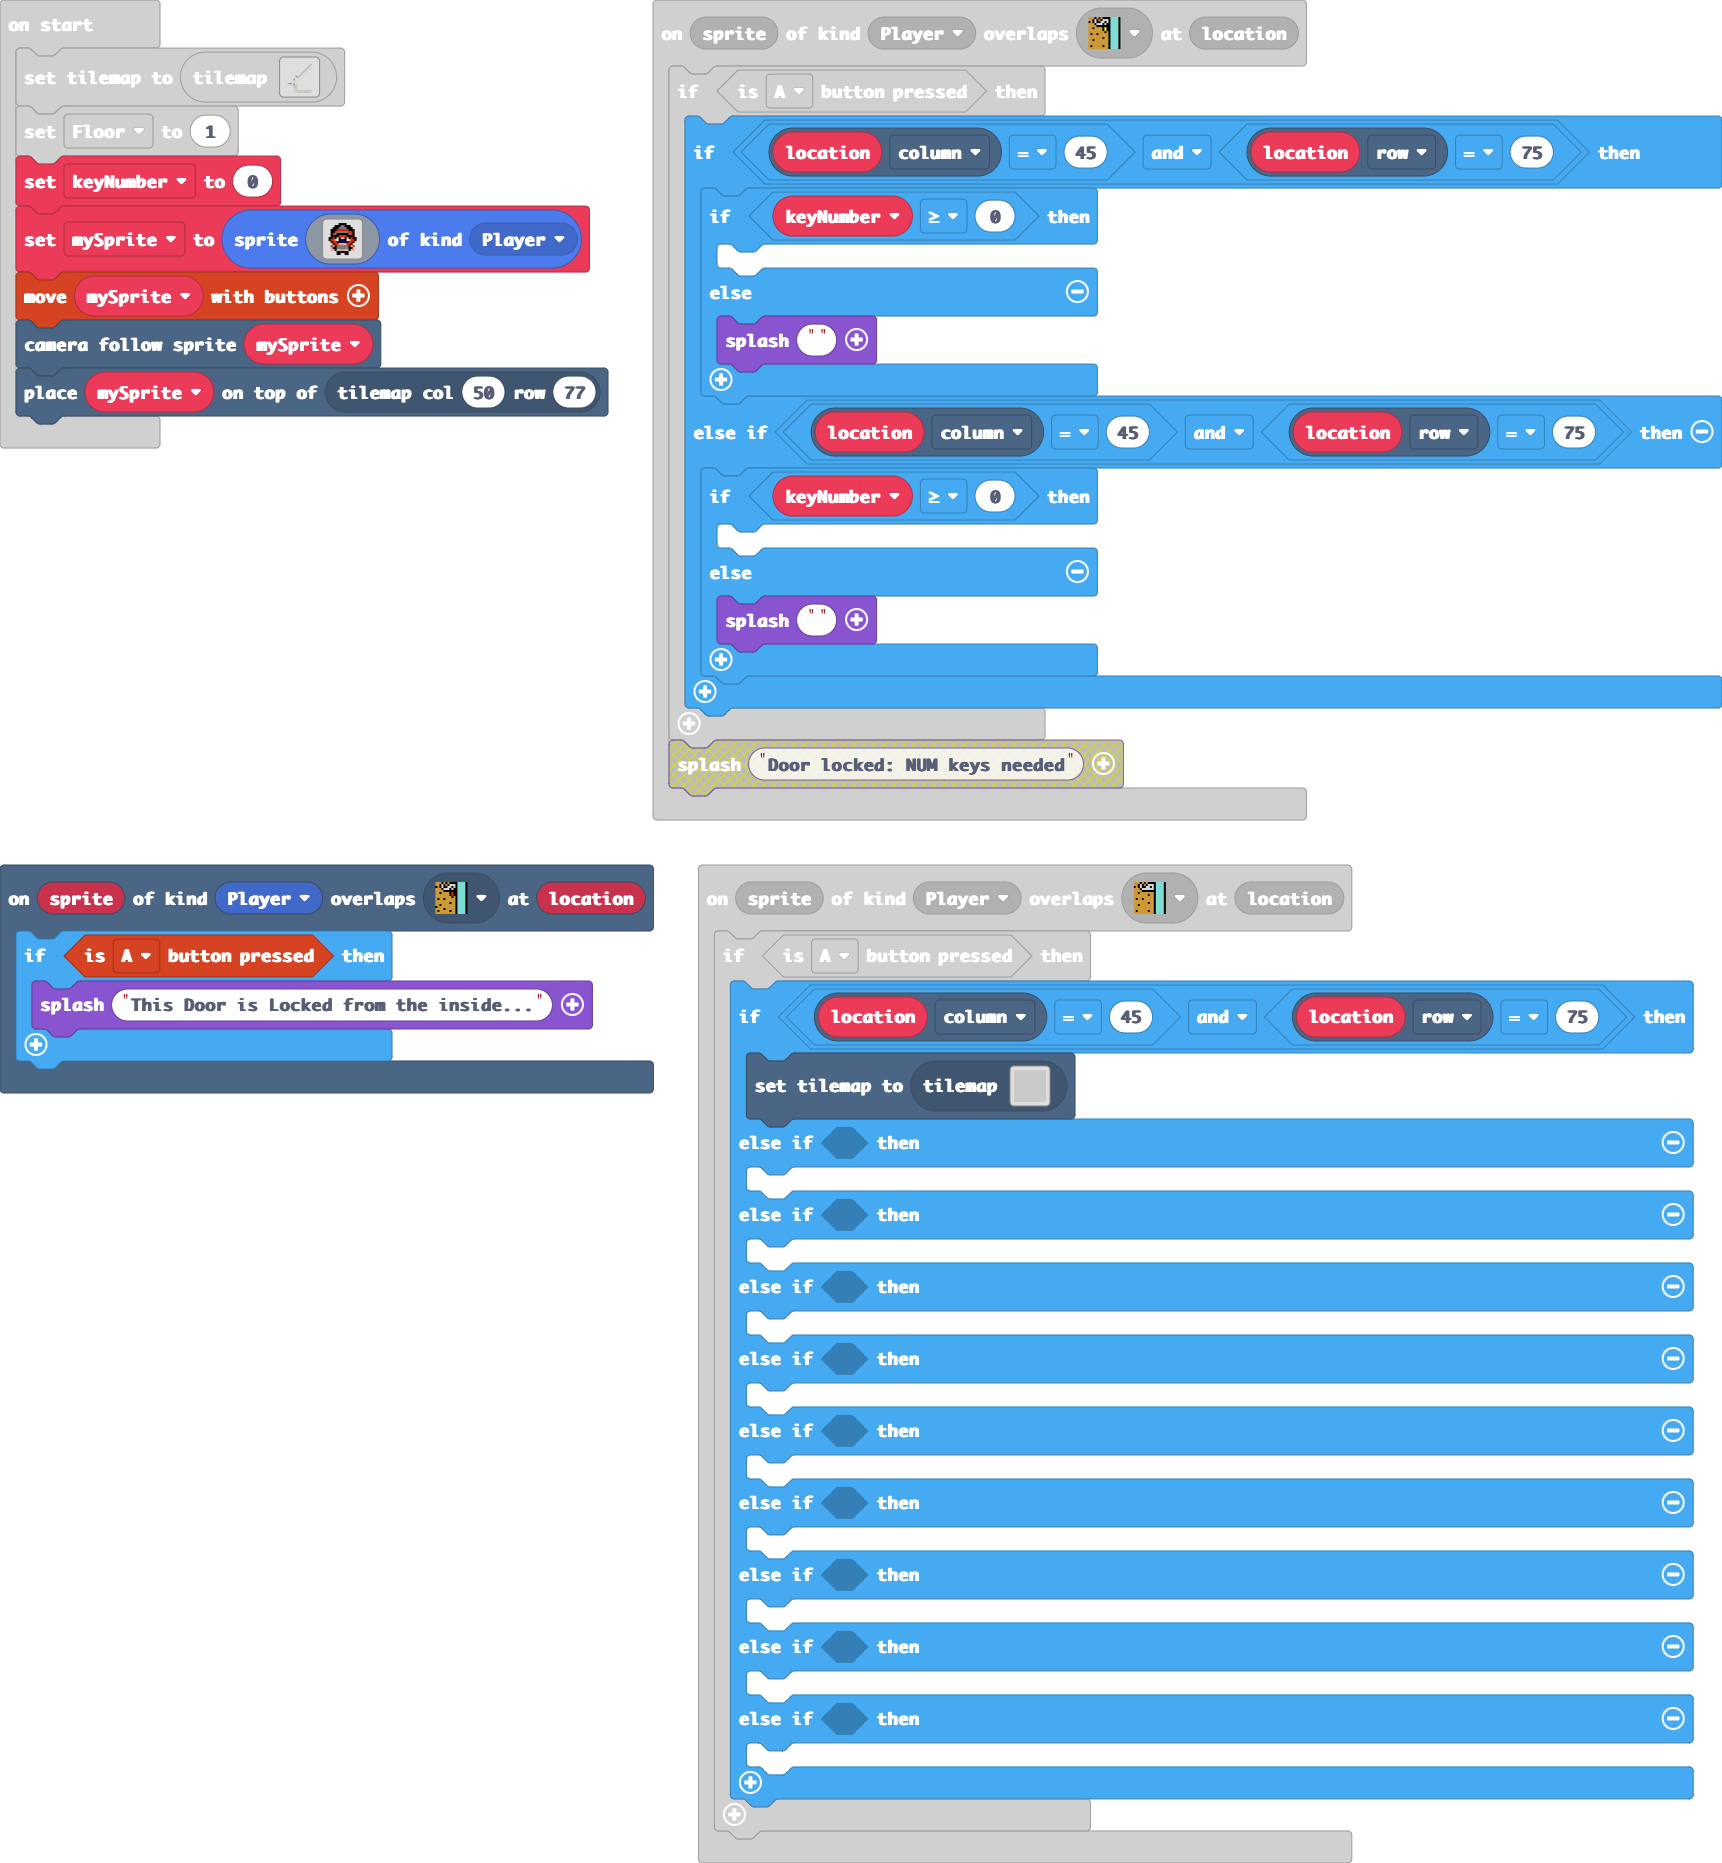 on start
set tilemap to tilemap
set Floor to 1
set keyNumber to 0
set mySprite to sprite of kind Player
move mySprite with buttons
camera follow sprite mySprite
place mySprite on top of tilemap col 50 row 77
on sprite of kind Player overlaps at location
if is A button pressed then
if location column = 45 and location row = 75 then
if keyNumber ≥ 0 then
else
splash " "
else if location column = 45 and location row = 75 then
if keyNumber ≥ 0 then
else
splash " "
splash "Door locked: NUM keys needed"
on sprite of kind Player overlaps at location
if is A button pressed then
splash "This Door is Locked from the inside..."
on sprite of kind Player overlaps at location
if is A button pressed then
if location column = 45 and location row = 75 then
set tilemap to tilemap
else if then
else if then
else if then
else if then
else if then
else if then
else if then
else if then
else if then